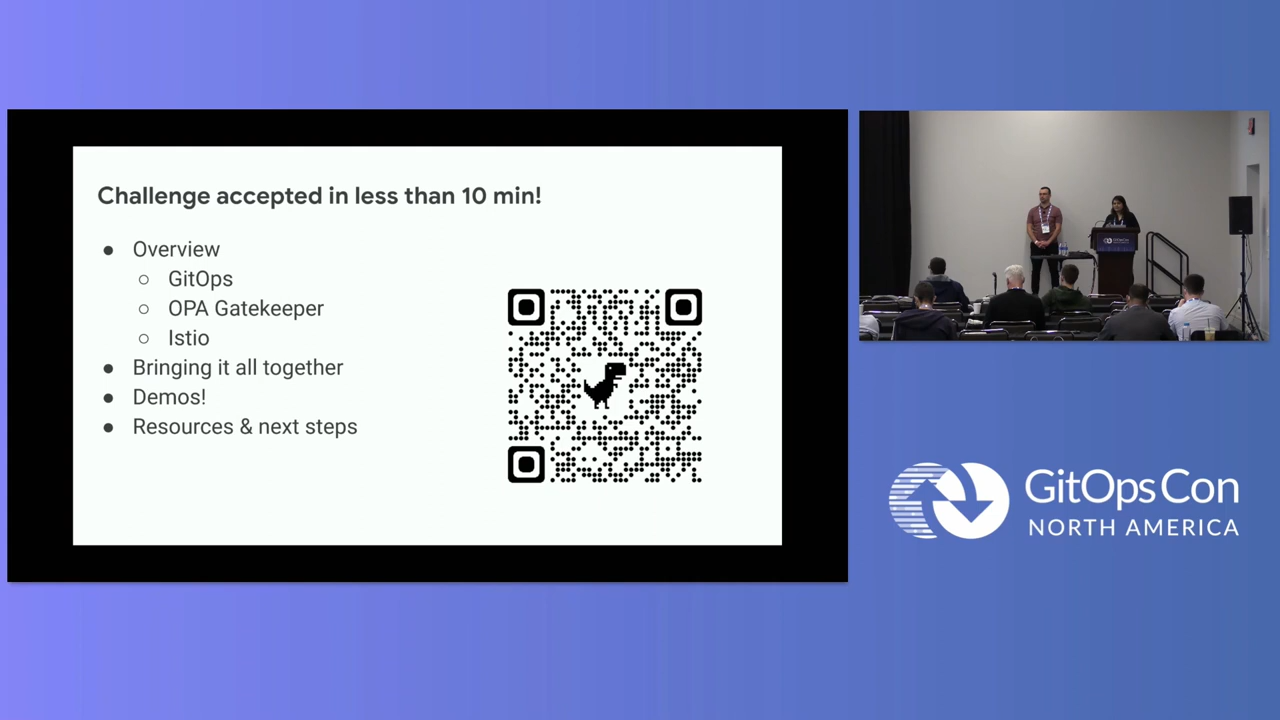 Challenge accepted in less than 10 min!
● Overview
○ GitOps
○ OPA Gatekeeper
○ Istio
● Bringing it all together
● Demos!
● Resources & next steps
GitOpsCon
NORTH AMERICA